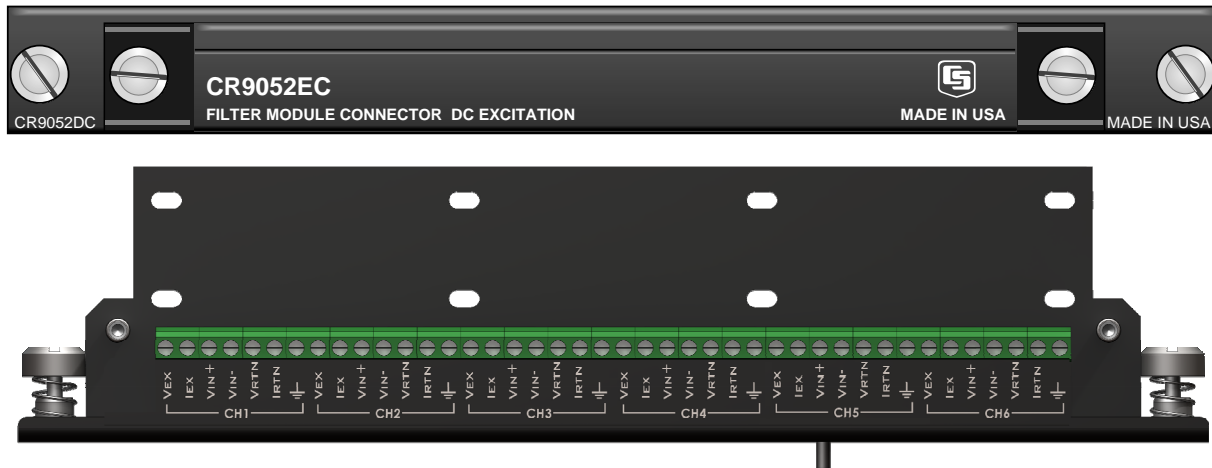 CR9052EC
FILTER MODULE CONNECTOR DC EXCITATION
MADE IN USA
CR9052DC
MADE IN USA
VEX IEX VIN+ VIN- VRTN IRTN
VEX IEX VIN+ VIN- VRTN IRTN
VEX IEX VIN+ VIN- VRTN IRTN
VEX IEX VIN+ VIN- VRTN IRTN
VEX IEX VIN+ VIN- VRTN IRTN
VEX IEX VIN+ VIN- VRTN IRTN
CH1 CH2 CH3 CH4 CH5 CH6